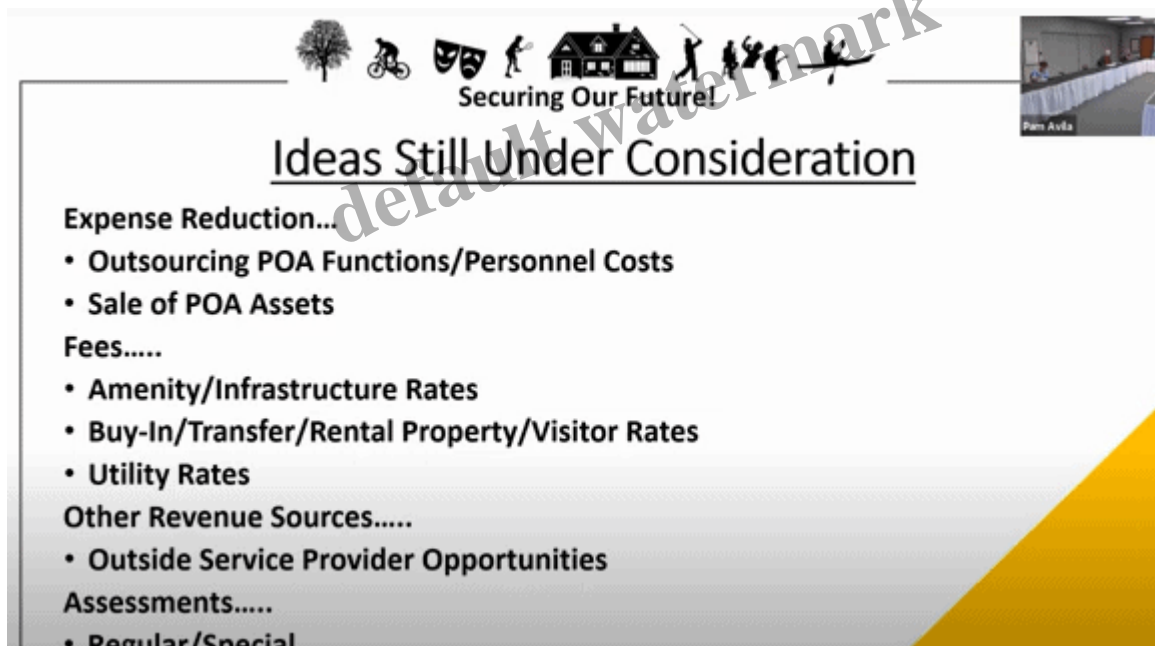 Securing Our Future!
Pam Avila
Ideas Still Under Consideration
default watermark
Expense Reduction...
• Outsourcing POA Functions/Personnel Costs
• Sale of POA Assets
Fees.....
• Amenity/Infrastructure Rates
• Buy-In/Transfer/Rental Property/Visitor Rates
• Utility Rates
Other Revenue Sources.....
• Outside Service Provider Opportunities
Assessments.....
• Regular/Special